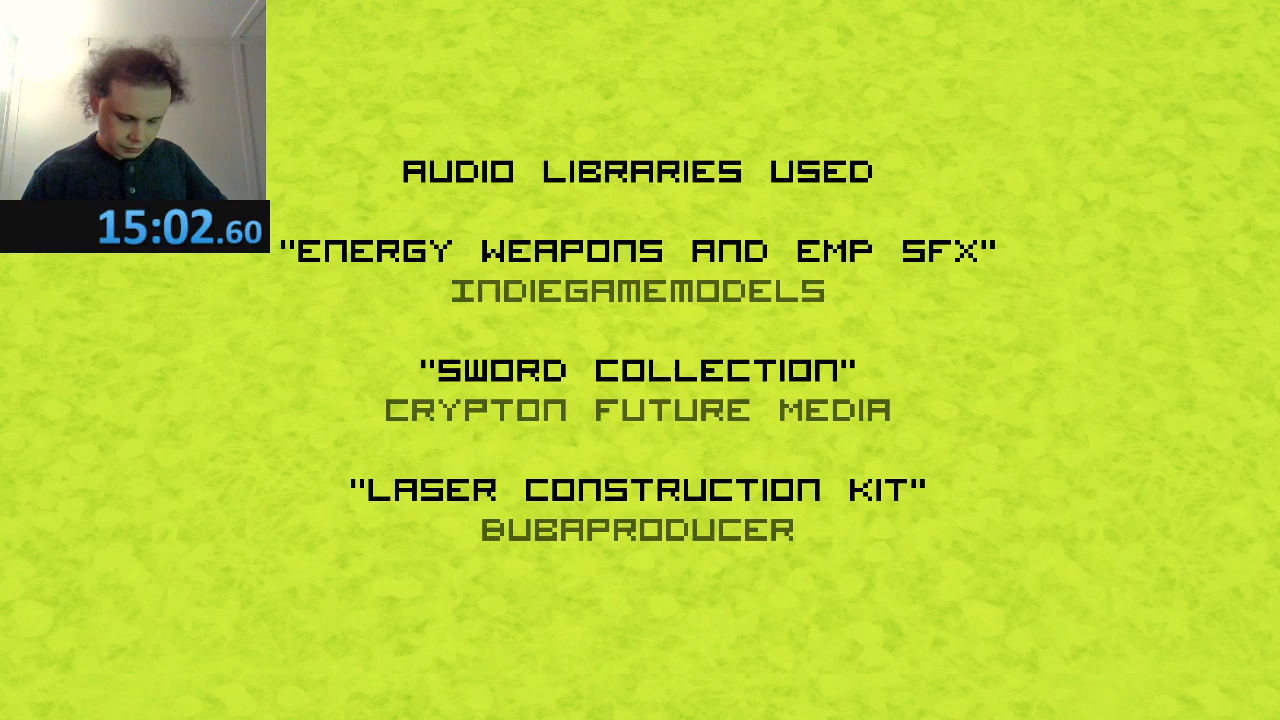 15:02.60
AUDIO LIBRARIES USED
"ENERGY WEAPONS AND EMP SFX"
INDIEGAMEMODELS
"SWORD COLLECTION"
CRYPTON FUTURE MEDIA
"LASER CONSTRUCTION KIT"
BUBAPRODUCER